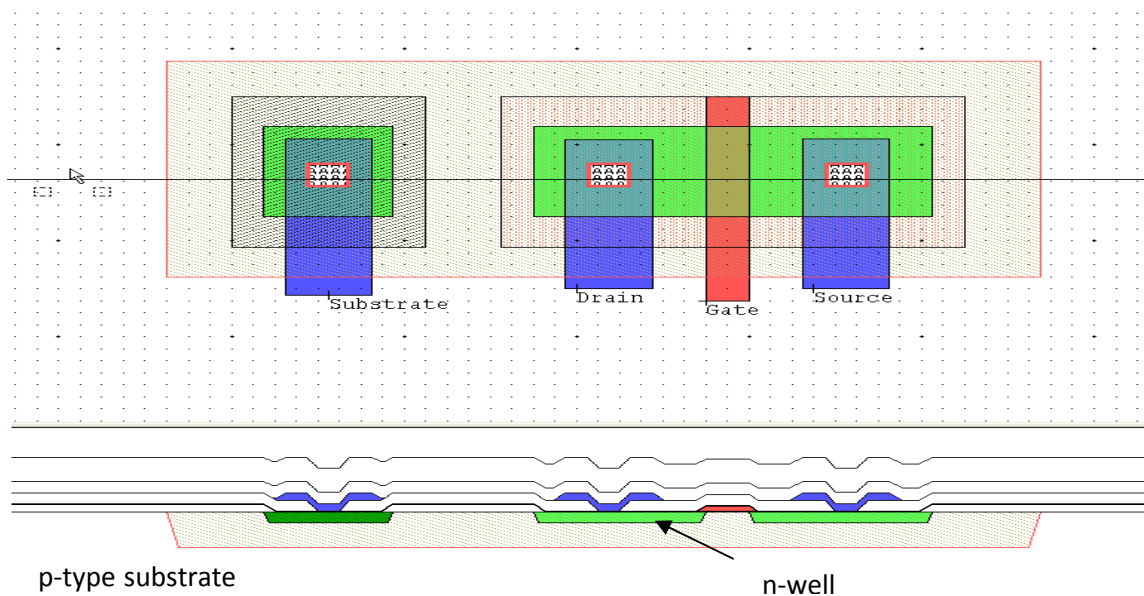 Substrate
Drain
Gate
Source
p-type substrate
n-well